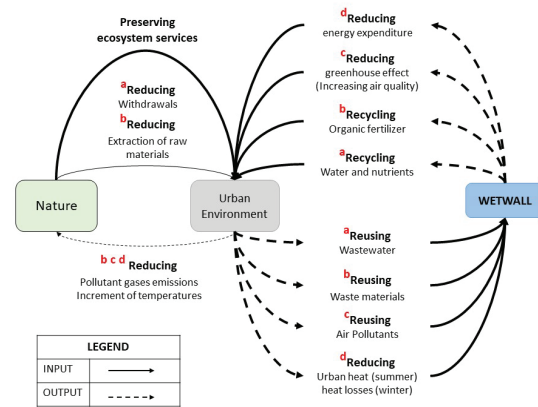 Preserving
ecosystem services
aReducing
Withdrawals
bReducing
Extraction of raw
materials
Nature
Urban
Environment
WETWALL
dReducing
energy expenditure
cReducing
greenhouse effect
(Increasing air quality)
bRecycling
Organic fertilizer
aRecycling
Water and nutrients
b c d Reducing
Pollutant gases emissions
Increment of temperatures
aReusing
Wastewater
bReusing
Waste materials
cReusing
Air Pollutants
dReducing
Urban heat (summer)
heat losses (winter)
LEGEND
INPUT
OUTPUT